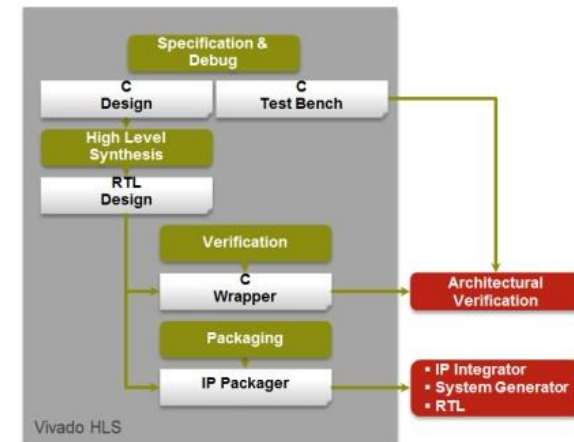 Specification &
Debug
C
Design
C
Test Bench
High Level
Synthesis
RTL
Design
Verification
C
Wrapper
Architectural
Verification
Packaging
IP Packager
▪ IP Integrator
▪ System Generator
▪ RTL
Vivado HLS